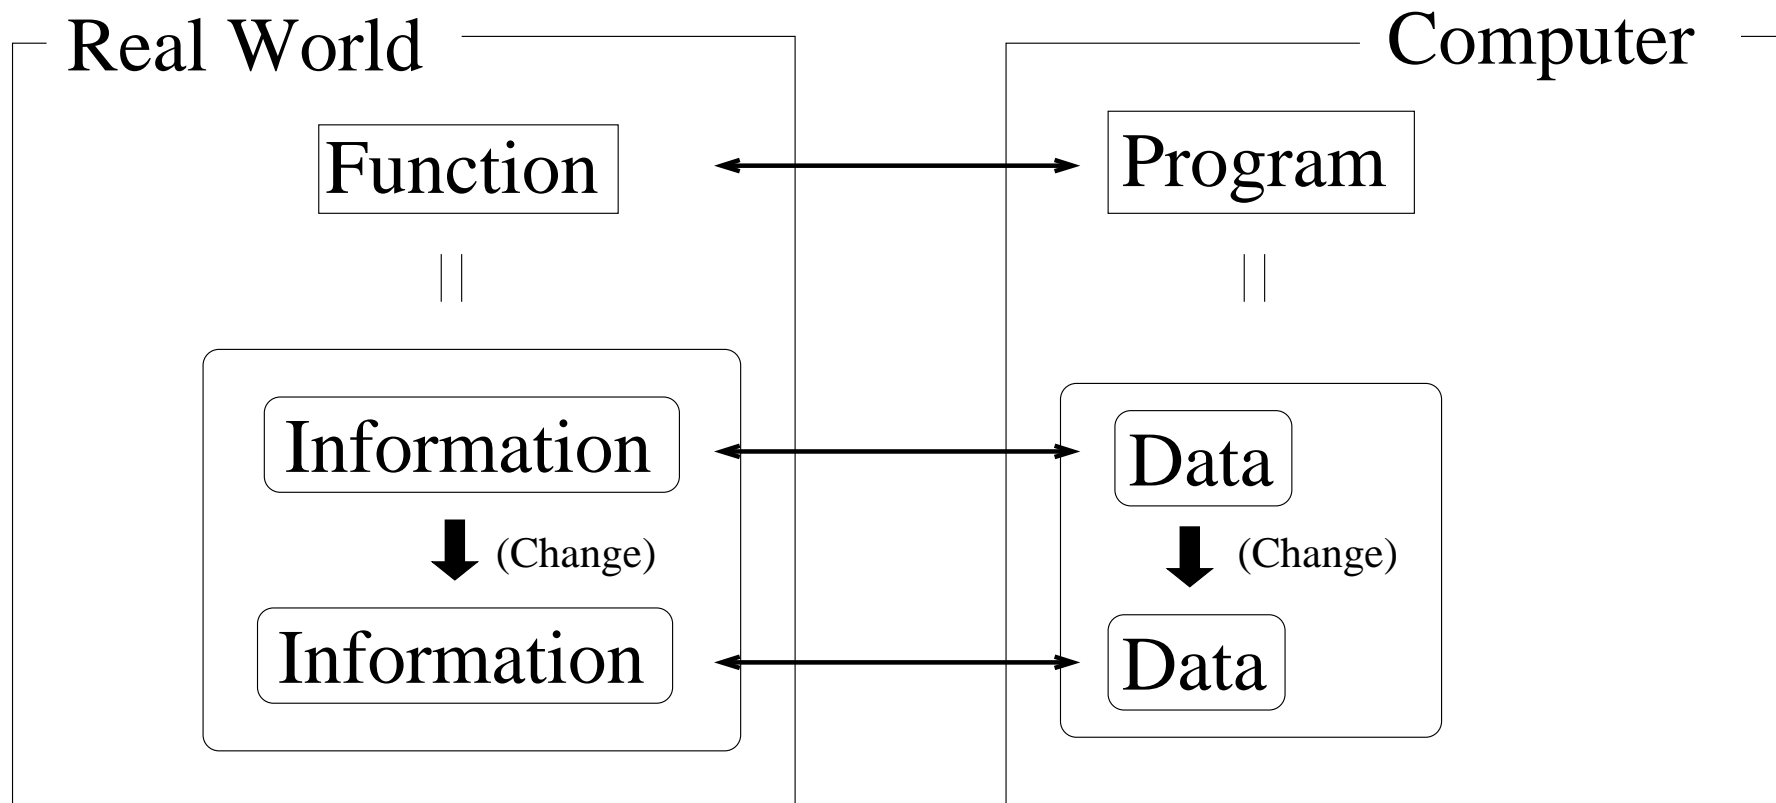 Real World
Computer
Function
Program
Information
Data
(Change)
(Change)
Information
Data